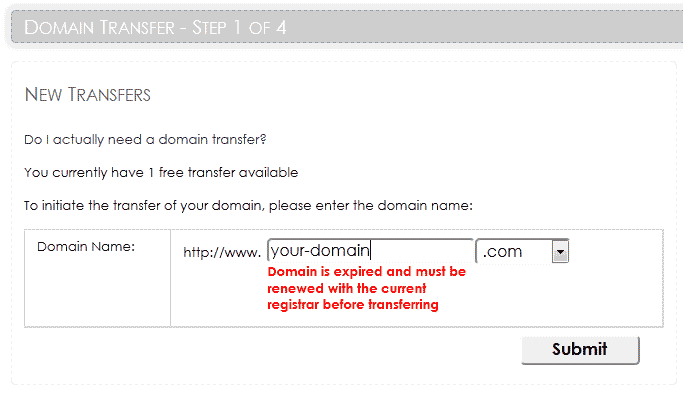 Domain Transfer - Step 1 of 4
New Transfers
Do I actually need a domain transfer?
You currently have 1 free transfer available
To initiate the transfer of your domain, please enter the domain name:
Domain Name:
http://www. your-domain .com
Domain is expired and must be
renewed with the current
registrar before transferring
Submit